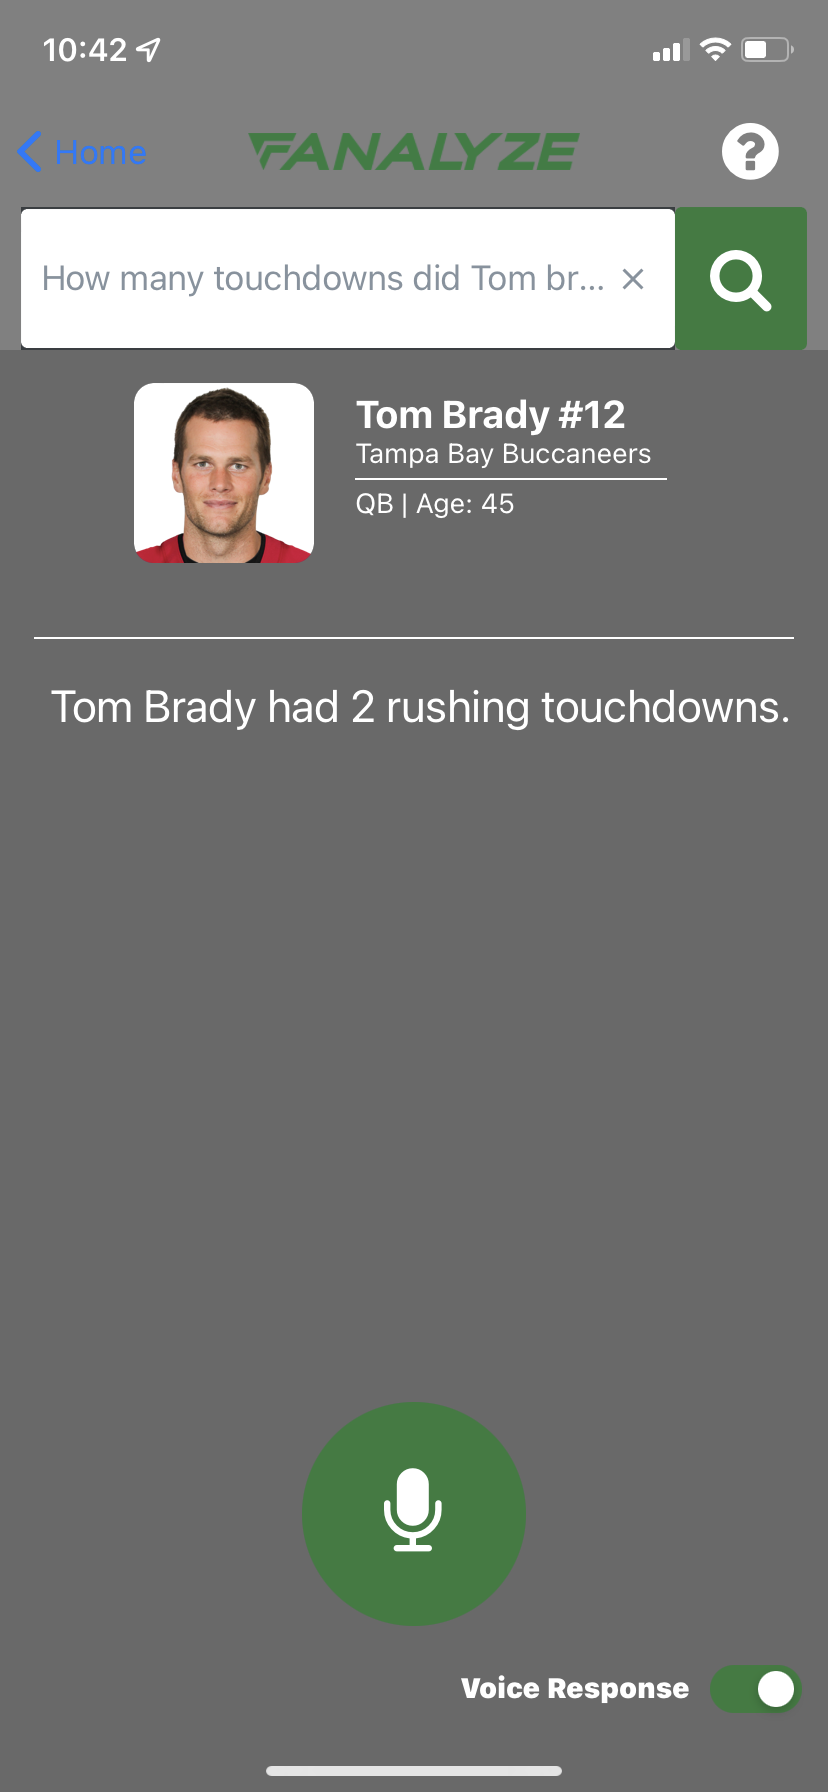 10:42
Home
FANALYZE
?
How many touchdowns did Tom br...
Tom Brady #12
Tampa Bay Buccaneers
QB | Age: 45
Tom Brady had 2 rushing touchdowns.
Voice Response